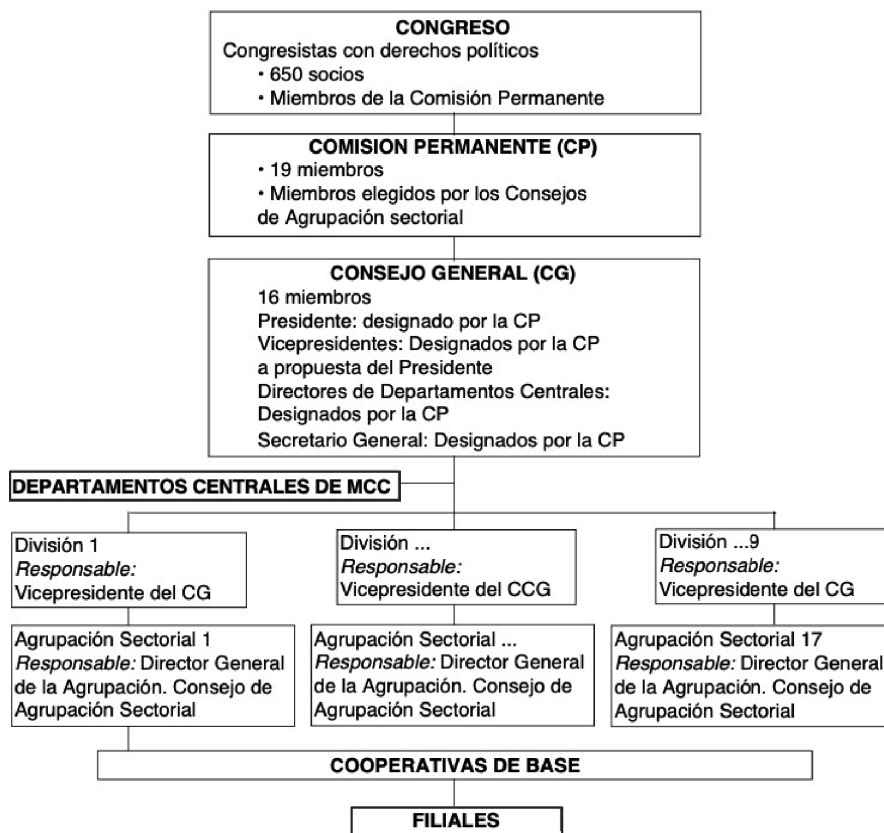 CONGRESO
Congresistas con derechos políticos
• 650 socios
• Miembros de la Comisión Permanente
COMISION PERMANENTE (CP)
• 19 miembros
• Miembros elegidos por los Consejos
de Agrupación sectorial
CONSEJO GENERAL (CG)
16 miembros
Presidente: designado por la CP
Vicepresidentes: Designados por la CP
a propuesta del Presidente
Directores de Departamentos Centrales:
Designados por la CP
Secretario General: Designados por la CP
DEPARTAMENTOS CENTRALES DE MCC
División 1
Responsable:
Vicepresidente del CG
División ...
Responsable:
Vicepresidente del CCG
División ...9
Responsable:
Vicepresidente del CG
Agrupación Sectorial 1
Responsable: Director General
de la Agrupación. Consejo de
Agrupación Sectorial
Agrupación Sectorial ...
Responsable: Director General
de la Agrupación. Consejo de
Agrupación Sectorial
Agrupación Sectorial 17
Responsable: Director General
de la Agrupación. Consejo de
Agrupación Sectorial
COOPERATIVAS DE BASE
FILIALES